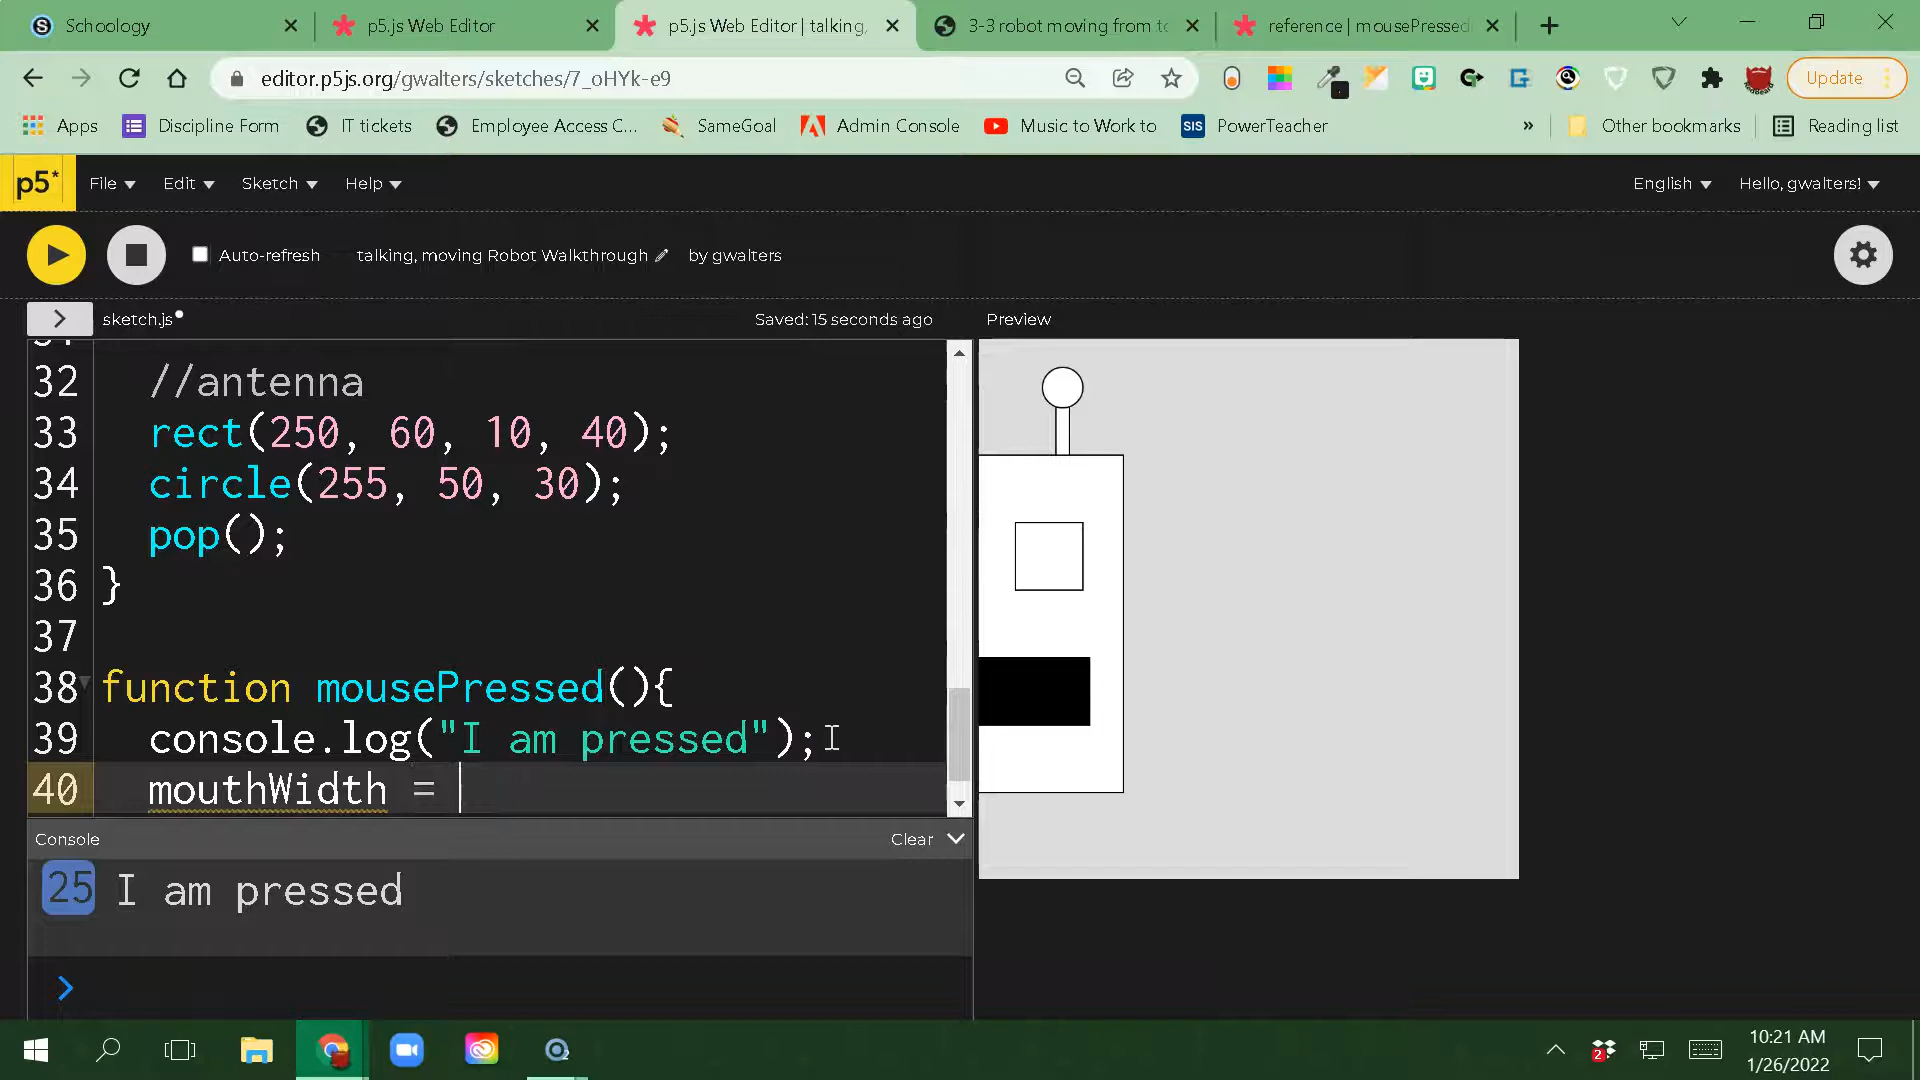 Schoology
p5.js Web Editor
p5.js Web Editor | talking,
3-3 robot moving from to
reference | mousePressed
editor.p5js.org/gwalters/sketches/7_oHYk-e9
Update
Apps
Discipline Form
IT tickets
Employee Access C...
SameGoal
Admin Console
Music to Work to
SIS PowerTeacher
»
Other bookmarks
Reading list
p5*
File
Edit
Sketch
Help
English
Hello, gwalters!
Auto-refresh
talking, moving Robot Walkthrough
by gwalters
sketch.js
Saved: 15 seconds ago
Preview
32 //antenna
33 rect(250, 60, 10, 40);
34 circle(255, 50, 30);
35 pop();
36 }
37
38 function mousePressed(){
39 console.log("I am pressed");
40 mouthWidth =
Console
Clear
25 I am pressed
>
2
10:21 AM
1/26/2022